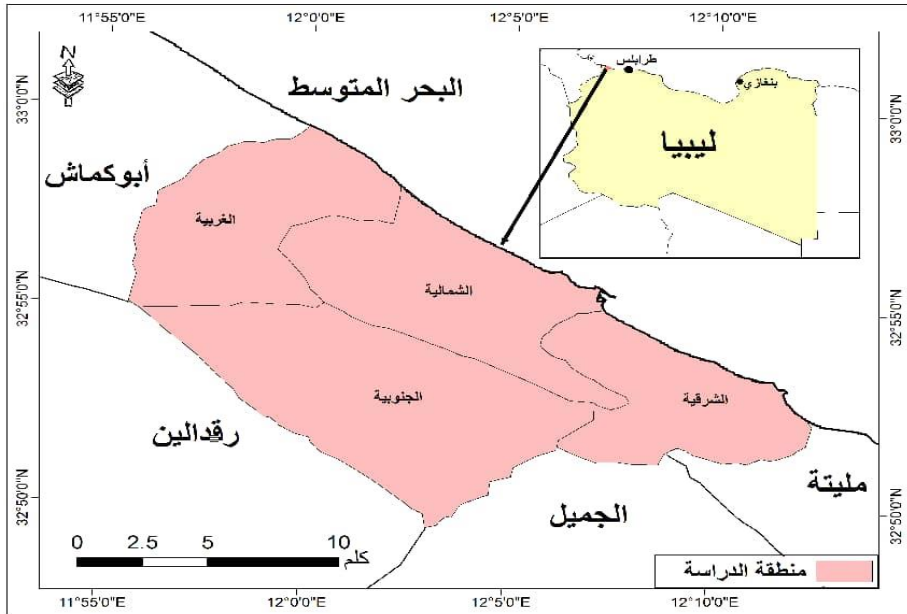 11°55'0"E
12°0'0"E
12°5'0"E
12°10'0"E
N
33°0'0"N
33°0'0"N
32°55'0"N
32°55'0"N
32°50'0"N
32°50'0"N
البحر المتوسط
أبوكماش
طرابلس
بنغازي
ليبيا
الغربية
الشمالية
الجنوبية
الشرقية
رقدالين
مليتة
الجميل
0 2.5 5 10
كلم
منطقة الدراسة
11°55'0"E
12°0'0"E
12°5'0"E
12°10'0"E